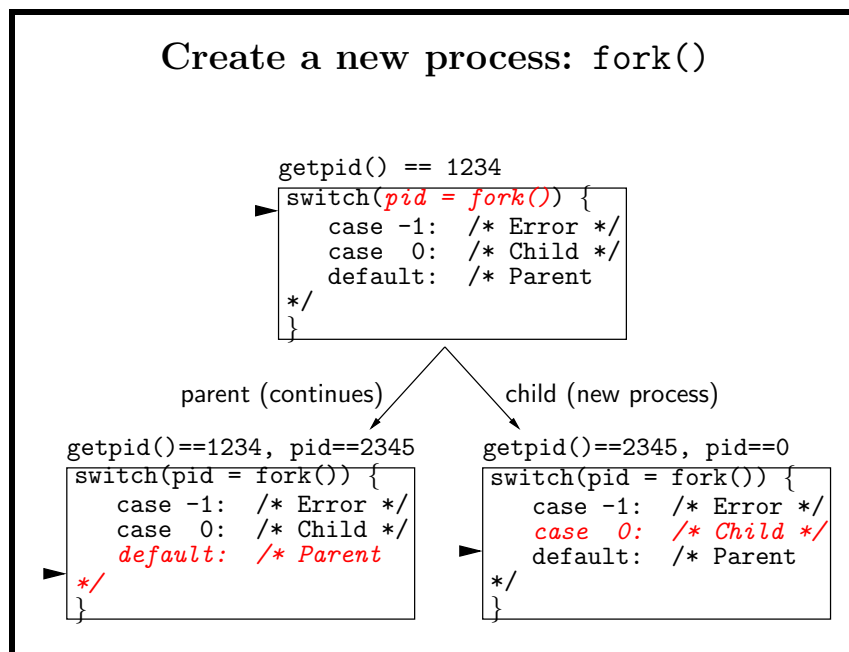 Create a new process: fork()
getpid() == 1234
switch(pid = fork()) {
case -1:  /* Error */
case  0:  /* Child */
default:  /* Parent
*/
}
parent (continues)
child (new process)
getpid()==1234, pid==2345
switch(pid = fork()) {
case -1:  /* Error */
case  0:  /* Child */
default:  /* Parent
*/
}
getpid()==2345, pid==0
switch(pid = fork()) {
case -1:  /* Error */
case  0:  /* Child */
default:  /* Parent
*/
}